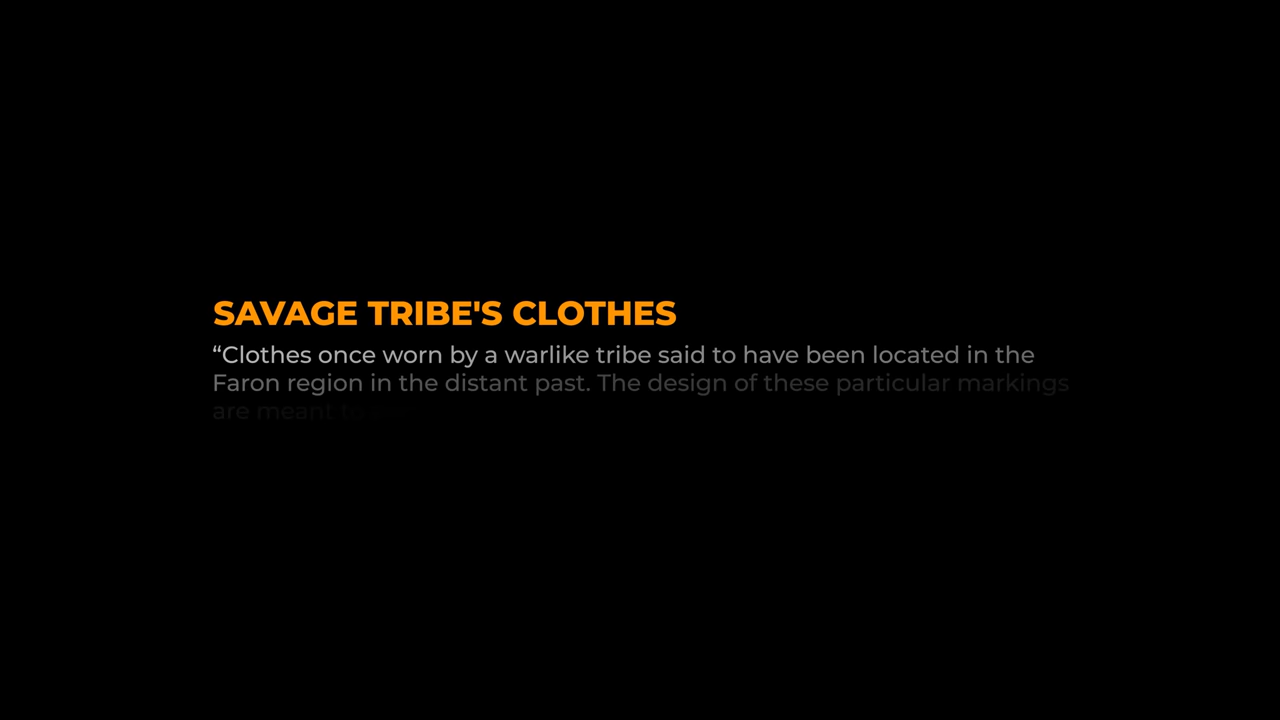 SAVAGE TRIBE'S CLOTHES
“Clothes once worn by a warlike tribe said to have been located in the
Faron region in the distant past. The design of these particular markings
are meant to